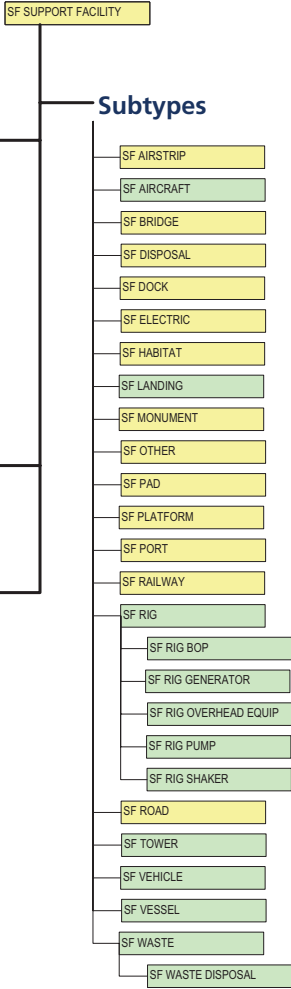 SF SUPPORT FACILITY
Subtypes
SF AIRSTRIP
SF AIRCRAFT
SF BRIDGE
SF DISPOSAL
SF DOCK
SF ELECTRIC
SF HABITAT
SF LANDING
SF MONUMENT
SF OTHER
SF PAD
SF PLATFORM
SF PORT
SF RAILWAY
SF RIG
SF RIG BOP
SF RIG GENERATOR
SF RIG OVERHEAD EQUIP
SF RIG PUMP
SF RIG SHAKER
SF ROAD
SF TOWER
SF VEHICLE
SF VESSEL
SF WASTE
SF WASTE DISPOSAL